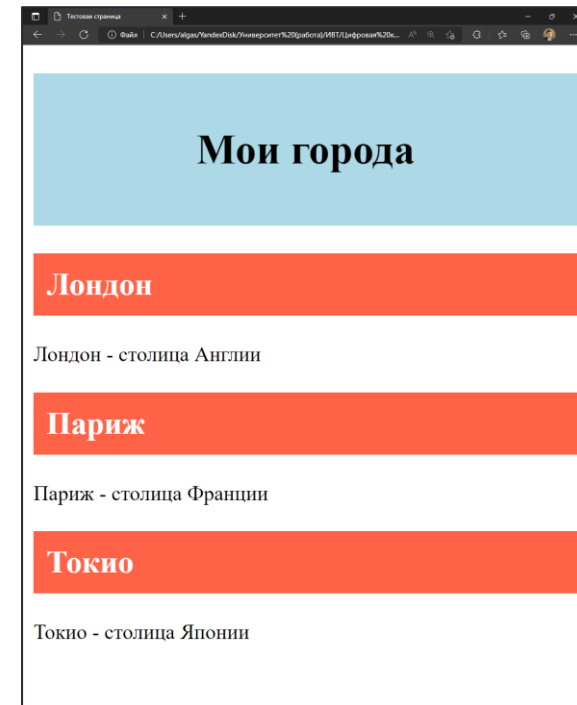 Тестовая страница
Файл C:/Users/algas/YandexDisk/Университет%20(работа)/ИВТ/Цифровая%20к...
Мои города
Лондон
Лондон - столица Англии
Париж
Париж - столица Франции
Токио
Токио - столица Японии